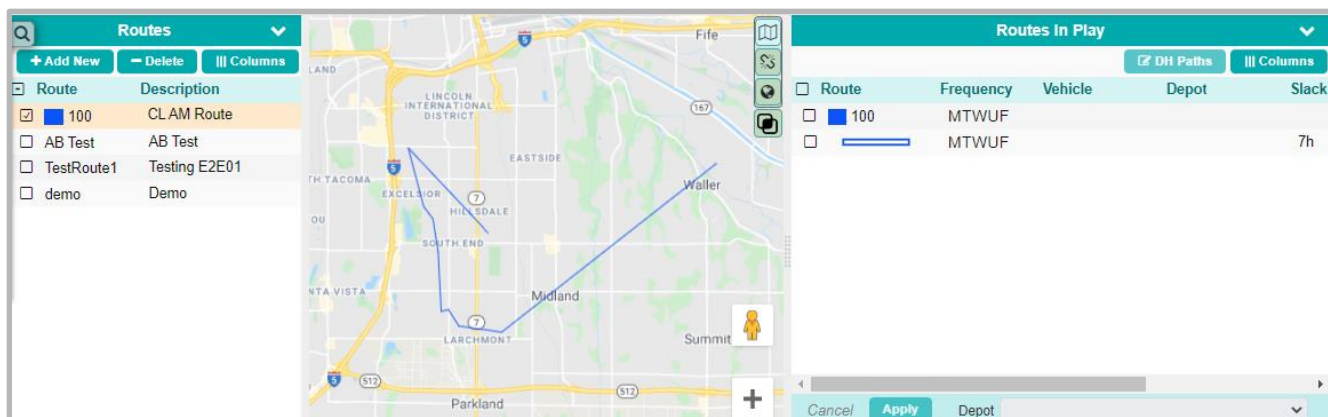 Routes
+ Add New − Delete Columns
Route Description
100 CL AM Route
AB Test AB Test
TestRoute1 Testing E2E01
demo Demo
Fife
LAND
LINCOLN
INTERNATIONAL
DISTRICT
5
167
EASTSIDE
5
TH TACOMA
Waller
EXCELSIOR
7
HILLSDALE
OU
SOUTH END
NTA VISTA
Midland
7
LARCHMONT
Summit
5
512
512
Parkland
+
Routes In Play
DH Paths Columns
Route Frequency Vehicle Depot Slack
100 MTWUF
MTWUF 7h
Cancel Apply Depot